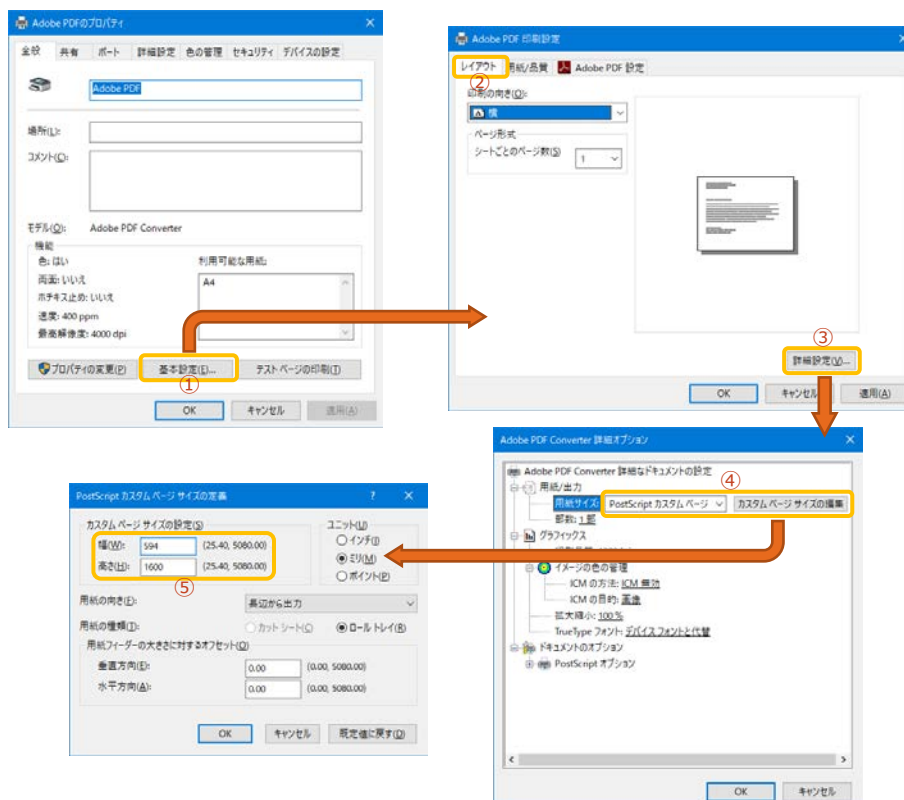 Adobe PDFのプロパティ
全般 共有 ポート 詳細設定 色の管理 セキュリティ デバイスの設定
Adobe PDF
場所(L):
コメント(C):
モデル(O): Adobe PDF Converter
機能
色: はい
両面: いいえ
ホチキス止め: いいえ
速度: 400 ppm
最高解像度: 4000 dpi
利用可能な用紙:
A4
プロパティの変更(P) 基本設定(E)... テスト ページの印刷(T)
①
OK キャンセル 適用(A)
Adobe PDF 印刷設定
レイアウト 用紙/品質 Adobe PDF 設定
②
印刷の向き(O):
横
ページ形式
シートごとのページ数(S) 1
③
詳細設定(V)...
OK キャンセル 適用(A)
Adobe PDF Converter 詳細オプション
Adobe PDF Converter 詳細なドキュメントの設定
用紙/出力
④
用紙サイズ: PostScript カスタム ページ カスタム ページ サイズの編集
部数: 1 部
グラフィックス
イメージの色の管理
ICM の方法: ICM 無効
ICM の目的: 画像
拡大縮小: 100 %
TrueType フォント: デバイス フォントと代替
ドキュメントのオプション
PostScript オプション
OK キャンセル
PostScript カスタム ページ サイズの定義
カスタム ページ サイズの設定(S)
幅(W): 594 (25.40, 5080.00)
高さ(H): 1600 (25.40, 5080.00)
⑤
ユニット(U)
インチ(I)
ミリ(M)
ポイント(P)
用紙の向き(F): 長辺から出力
用紙の種類(T): カット シート(C) ロール トレイ(R)
用紙フィーダーの大きさに対するオフセット(O)
垂直方向(E): 0.00 (0.00, 5080.00)
水平方向(A): 0.00 (0.00, 5080.00)
OK キャンセル 既定値に戻す(D)